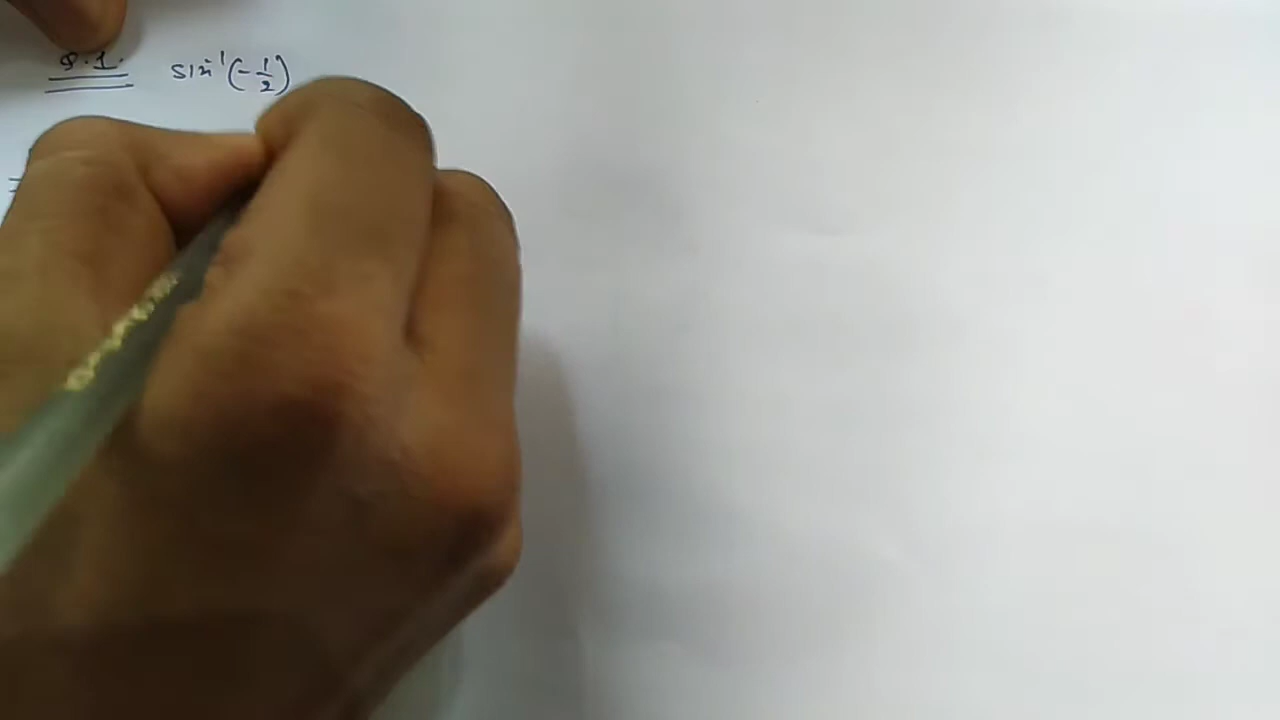 Q.1. sin⁻¹(-1/2)
=